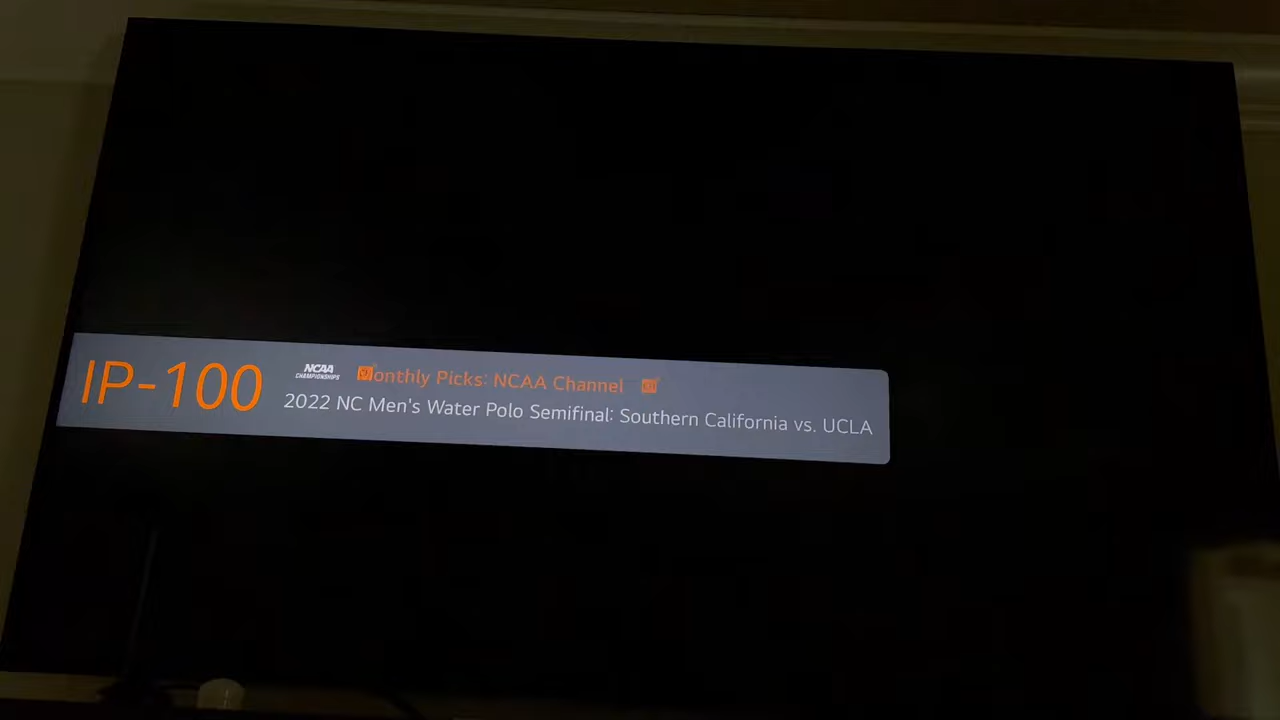 IP-100
NCAA
CHAMPIONSHIPS
Monthly Picks: NCAA Channel
2022 NC Men's Water Polo Semifinal: Southern California vs. UCLA